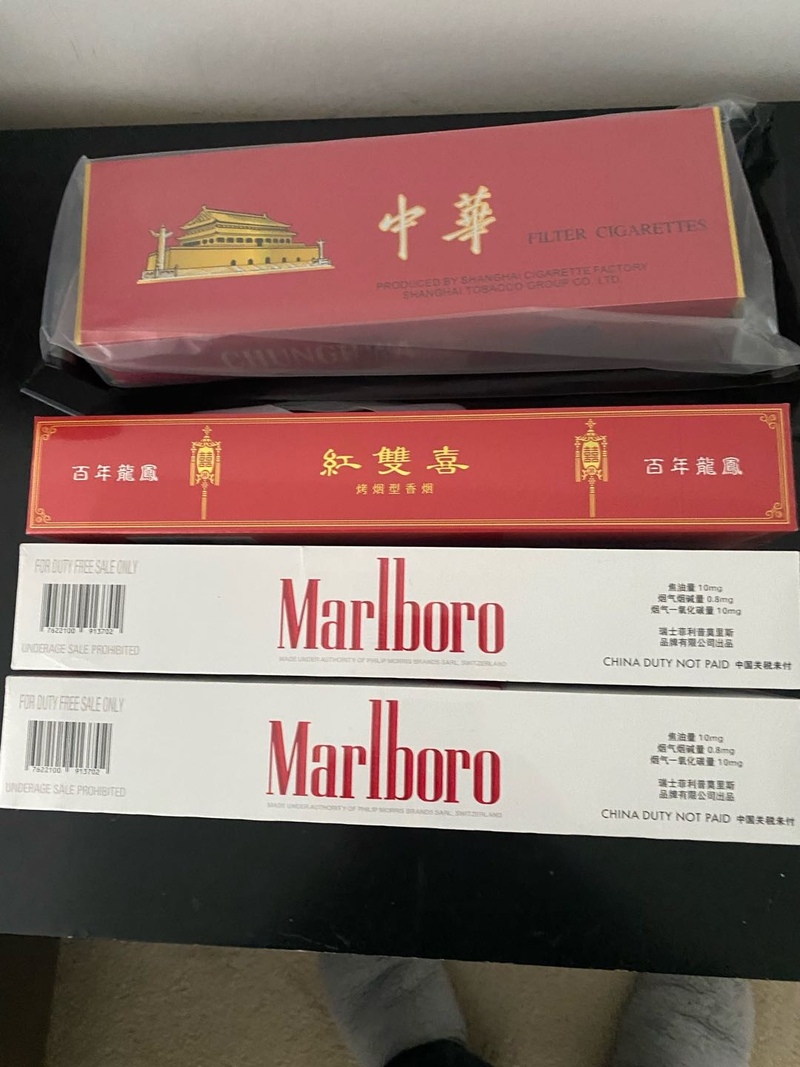 中華
FILTER CIGARETTES
PRODUCED BY SHANGHAI CIGARETTE FACTORY
SHANGHAI TOBACCO GROUP CO. LTD.
CHUNGHWA
百年龍鳳
紅雙喜
烤烟型香烟
百年龍鳳
FOR DUTY FREE SALE ONLY
7622100 913702
UNDERAGE SALE PROHIBITED
Marlboro
MADE UNDER AUTHORITY OF PHILIP MORRIS BRANDS SARL, SWITZERLAND
焦油量 10mg
烟气烟碱量 0.8mg
烟气一氧化碳量 10mg
瑞士菲利普莫里斯
品牌有限公司出品
CHINA DUTY NOT PAID 中国关税未付
FOR DUTY FREE SALE ONLY
7622100 913702
UNDERAGE SALE PROHIBITED
Marlboro
MADE UNDER AUTHORITY OF PHILIP MORRIS BRANDS SARL, SWITZERLAND
焦油量 10mg
烟气烟碱量 0.8mg
烟气一氧化碳量 10mg
瑞士菲利普莫里斯
品牌有限公司出品
CHINA DUTY NOT PAID 中国关税未付